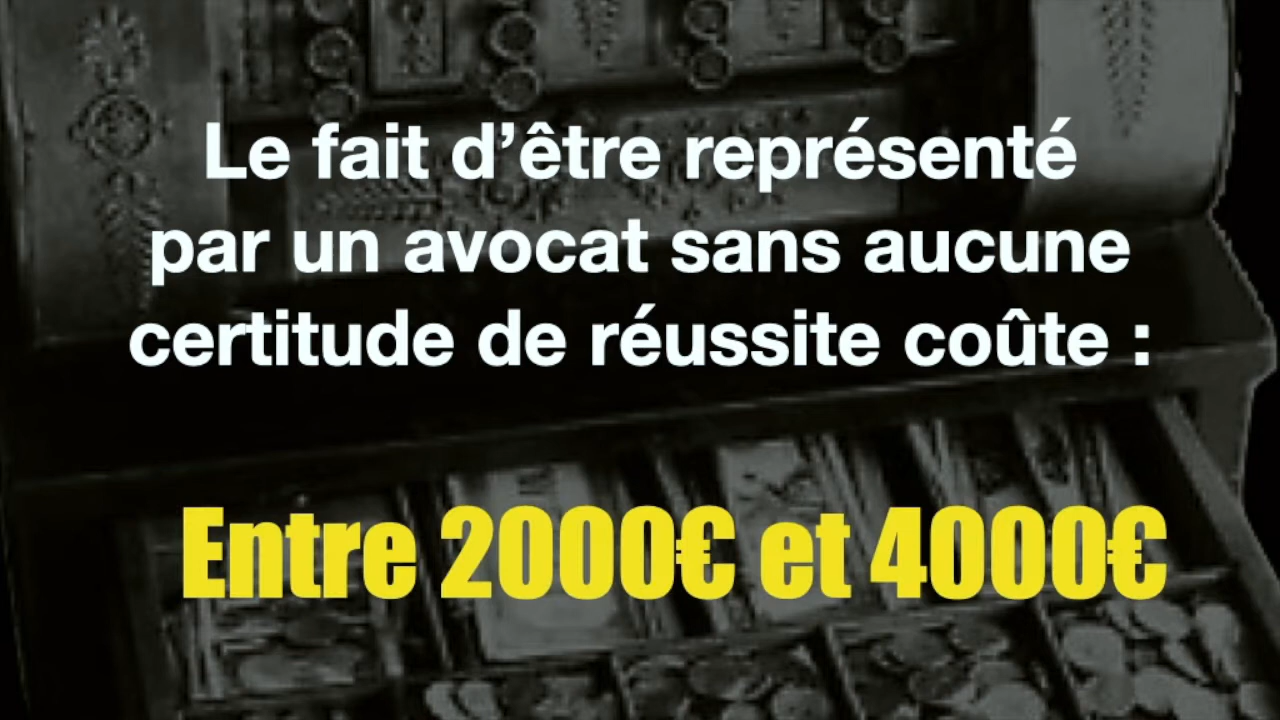 Le fait d’être représenté
par un avocat sans aucune
certitude de réussite coûte :
Entre 2000€ et 4000€